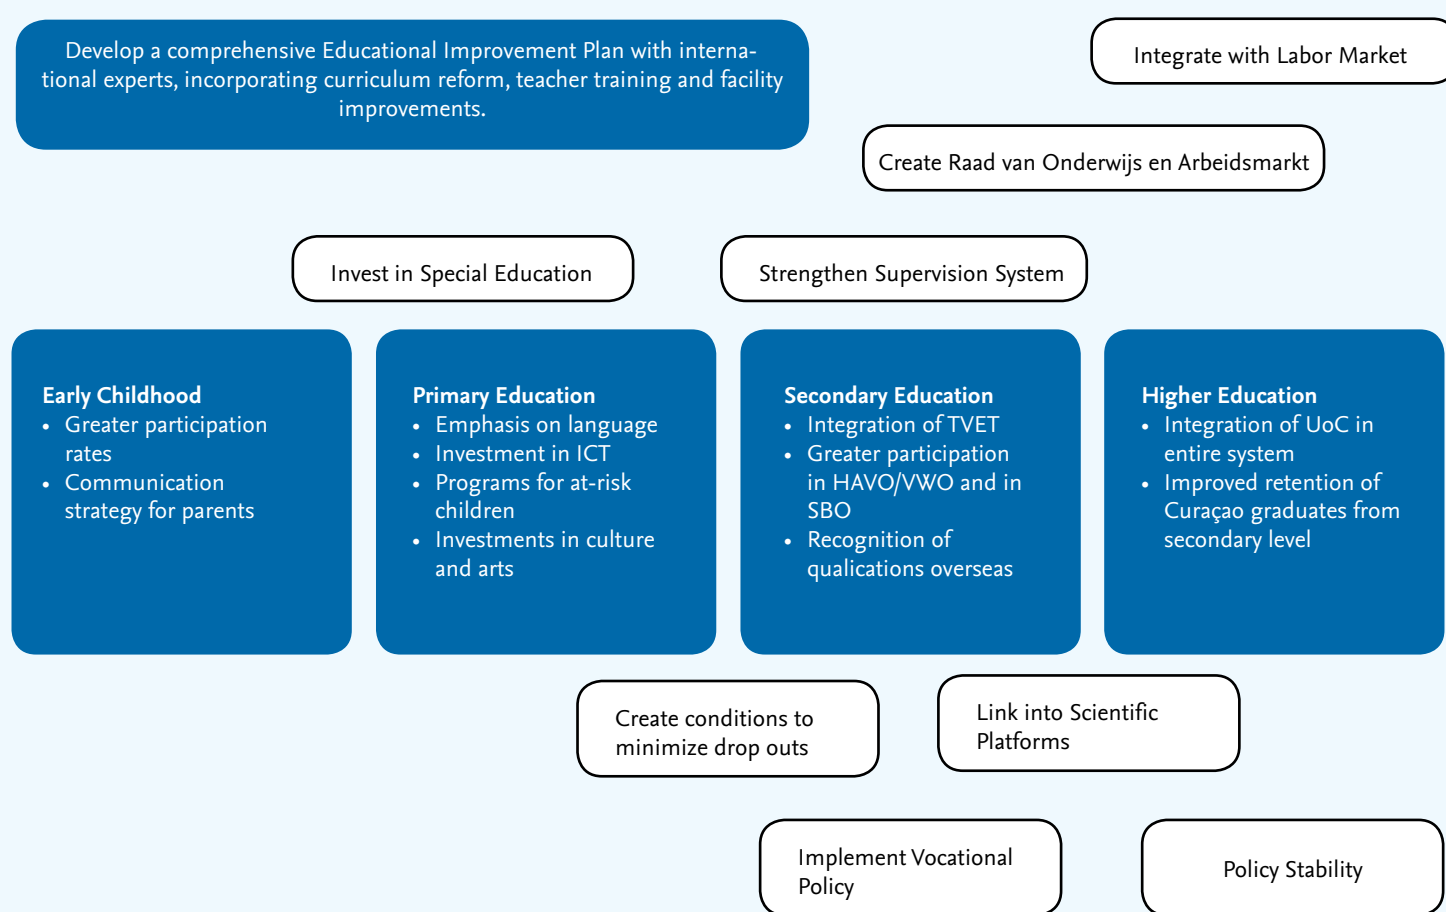 Develop a comprehensive Educational Improvement Plan with interna-
tional experts, incorporating curriculum reform, teacher training and facility
improvements.
Integrate with Labor Market
Create Raad van Onderwijs en Arbeidsmarkt
Invest in Special Education
Strengthen Supervision System
Early Childhood
• Greater participation
rates
• Communication
strategy for parents
Primary Education
• Emphasis on language
• Investment in ICT
• Programs for at-risk
children
• Investments in culture
and arts
Secondary Education
• Integration of TVET
• Greater participation
in HAVO/VWO and in
SBO
• Recognition of
qualications overseas
Higher Education
• Integration of UoC in
entire system
• Improved retention of
Curaçao graduates from
secondary level
Create conditions to
minimize drop outs
Link into Scientific
Platforms
Implement Vocational
Policy
Policy Stability